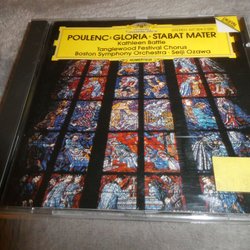 POULENC·GLORIA·STABAT MATER
Kathleen Battle
Tanglewood Festival Chorus
Boston Symphony Orchestra · Seiji Ozawa